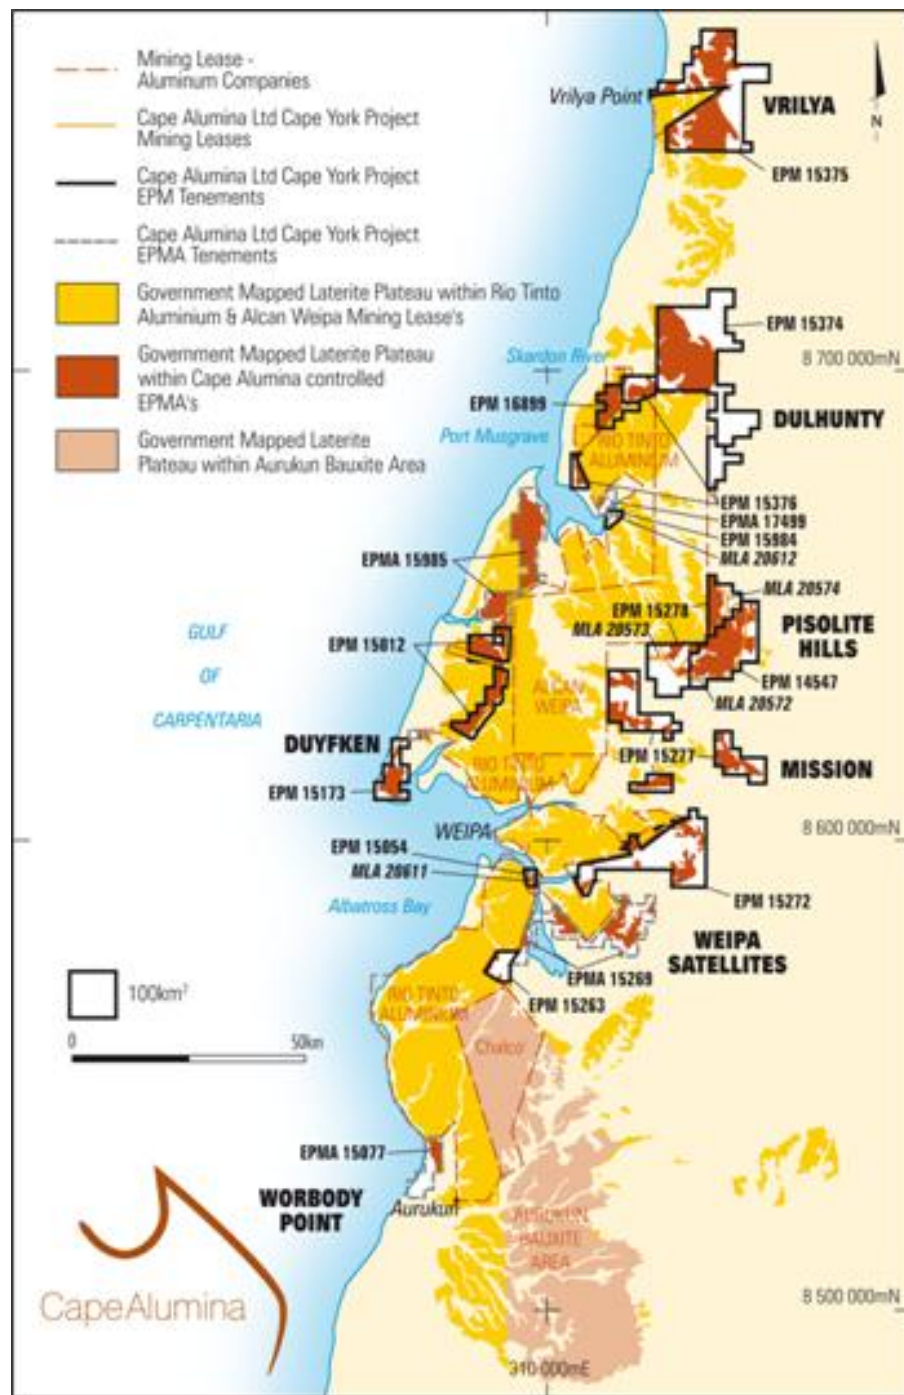 Mining Lease -
Aluminum Companies
Cape Alumina Ltd Cape York Project
Mining Leases
Cape Alumina Ltd Cape York Project
EPM Tenements
Cape Alumina Ltd Cape York Project
EPMA Tenements
Government Mapped Laterite Plateau within Rio Tinto
Aluminium & Alcan Weipa Mining Lease's
Government Mapped Laterite Plateau
within Cape Alumina controlled
EPMA's
Government Mapped Laterite
Plateau within Aurukun Bauxite Area
Vrilya Point
VRILYA
N
EPM 15375
EPM 15374
Skardon River
8 700 000mN
EPM 16899
DULHUNTY
Port Musgrave
RIO TINTO
ALUMINUM
EPM 15376
EPMA 17499
EPM 15984
MLA 20612
EPMA 15985
MLA 20574
EPM 15278
MLA 20573
PISOLITE
HILLS
GULF
OF
CARPENTARIA
EPM 15012
EPM 14547
ALCAN
WEIPA
MLA 20572
DUYFKEN
EPM 15277
MISSION
RIO TINTO
ALUMINIUM
EPM 15173
WEIPA
8 600 000mN
EPM 15054
MLA 20611
Albatross Bay
EPM 15272
WEIPA
SATELLITES
EPMA 15269
EPM 15263
100km²
RIO TINTO
ALUMINIUM
0 50km
Chalco
EPMA 15077
WORBODY
POINT
Aurukun
AURUKUN
BAUXITE
AREA
CapeAlumina
8 500 000mN
310 000mE